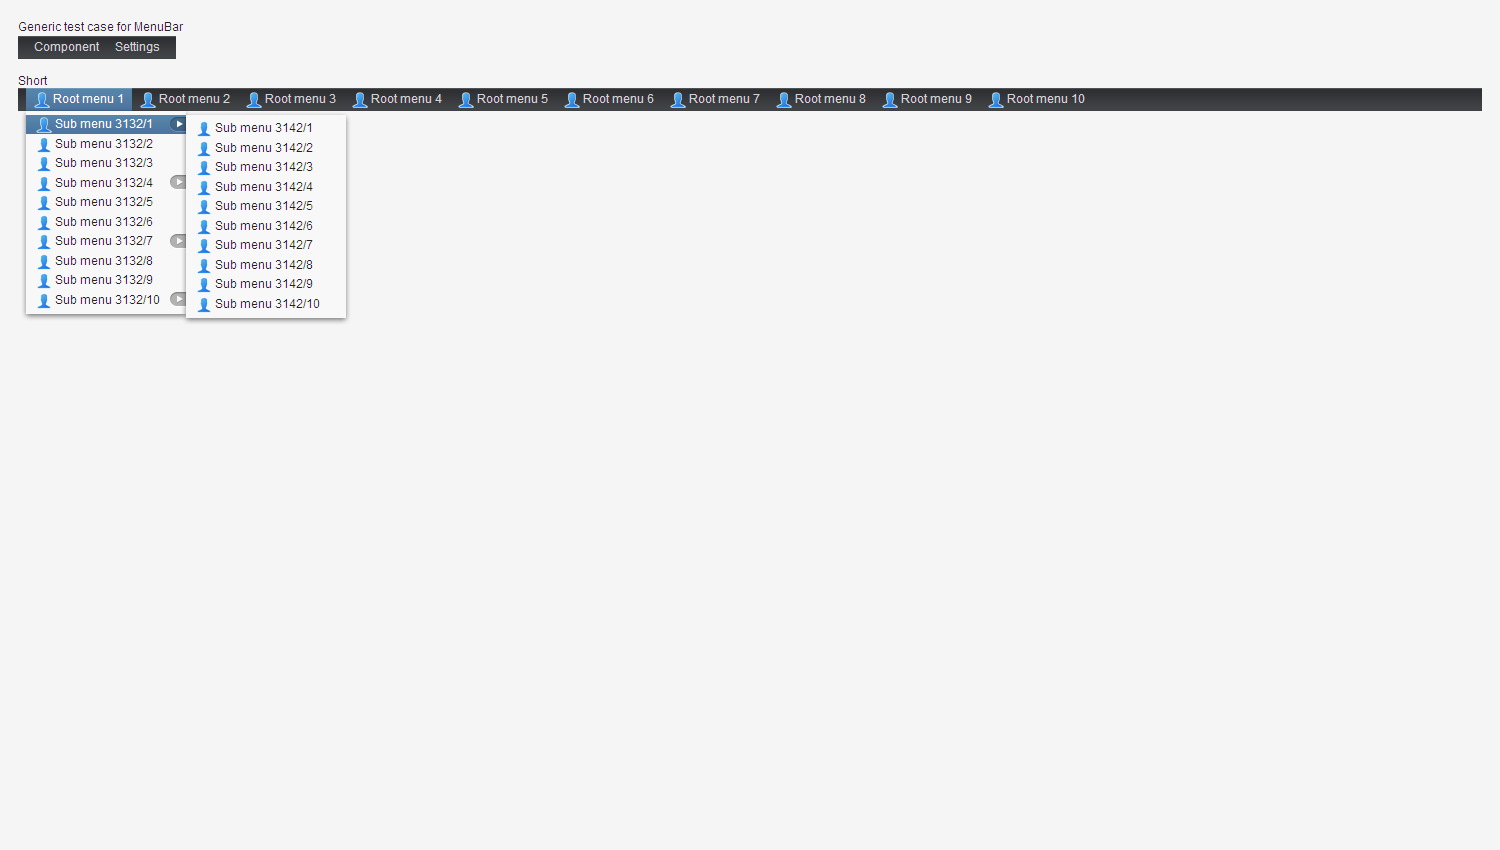 Generic test case for MenuBar
Component Settings
Short
Root menu 1 Root menu 2 Root menu 3 Root menu 4 Root menu 5 Root menu 6 Root menu 7 Root menu 8 Root menu 9 Root menu 10
Sub menu 3132/1
Sub menu 3132/2
Sub menu 3132/3
Sub menu 3132/4
Sub menu 3132/5
Sub menu 3132/6
Sub menu 3132/7
Sub menu 3132/8
Sub menu 3132/9
Sub menu 3132/10
Sub menu 3142/1
Sub menu 3142/2
Sub menu 3142/3
Sub menu 3142/4
Sub menu 3142/5
Sub menu 3142/6
Sub menu 3142/7
Sub menu 3142/8
Sub menu 3142/9
Sub menu 3142/10